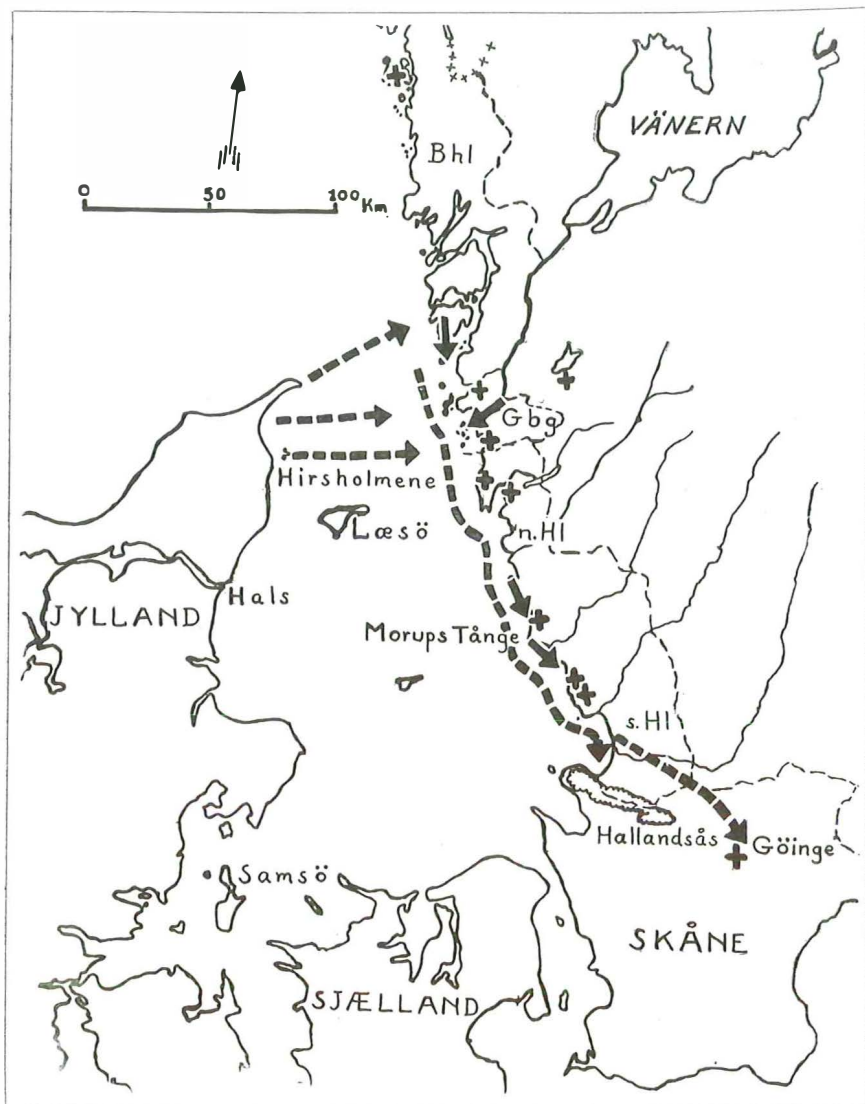 VÄNERN
Bhl
0 50 100 Km
Gbg
Hirsholmene
Læsö
n.Hl
Hals
JYLLAND
Morups Tånge
s.Hl
Hallandsås
Göinge
Samsö
SKÅNE
SJÆLLAND